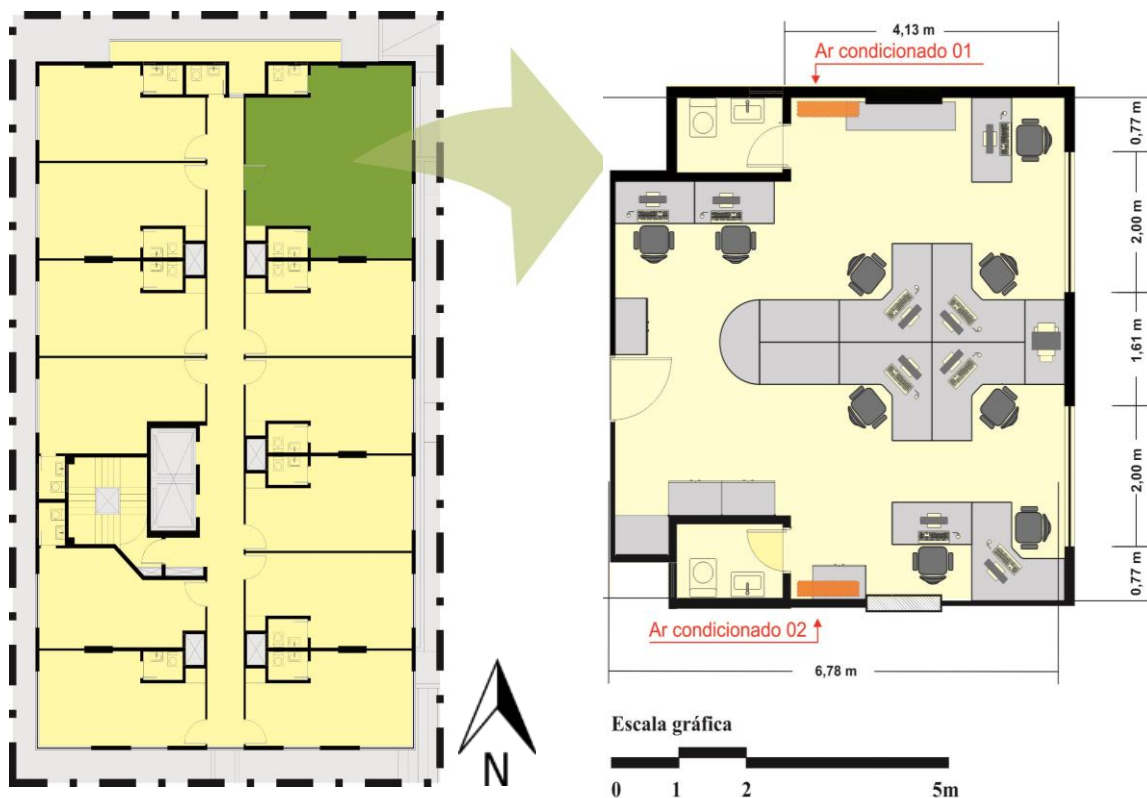 4,13 m
Ar condicionado 01
0,77 m
2,00 m
1,61 m
2,00 m
0,77 m
Ar condicionado 02
6,78 m
N
Escala gráfica
0 1 2 5m